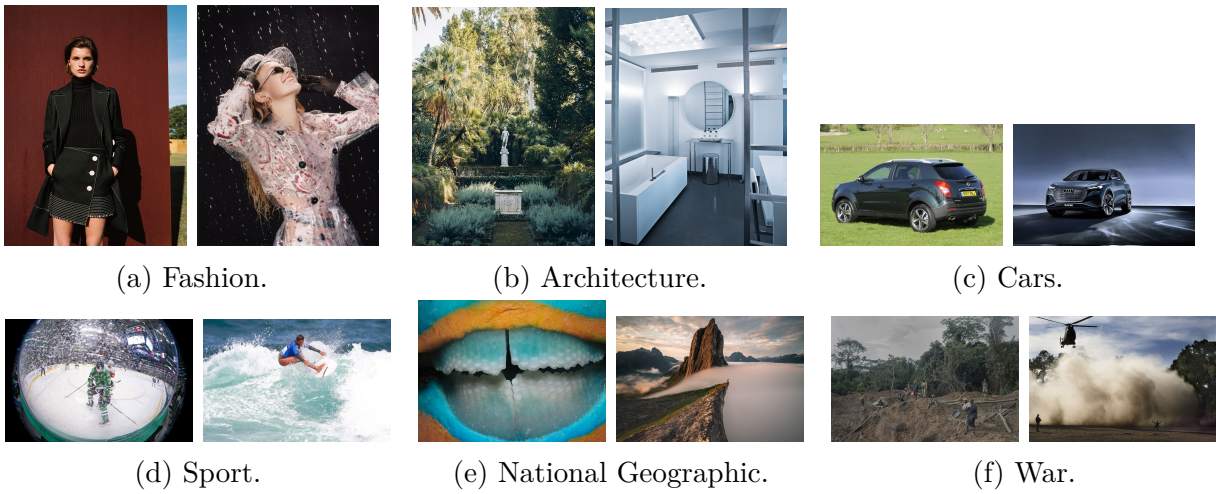 (a) Fashion.
(b) Architecture.
(c) Cars.
(d) Sport.
(e) National Geographic.
(f) War.